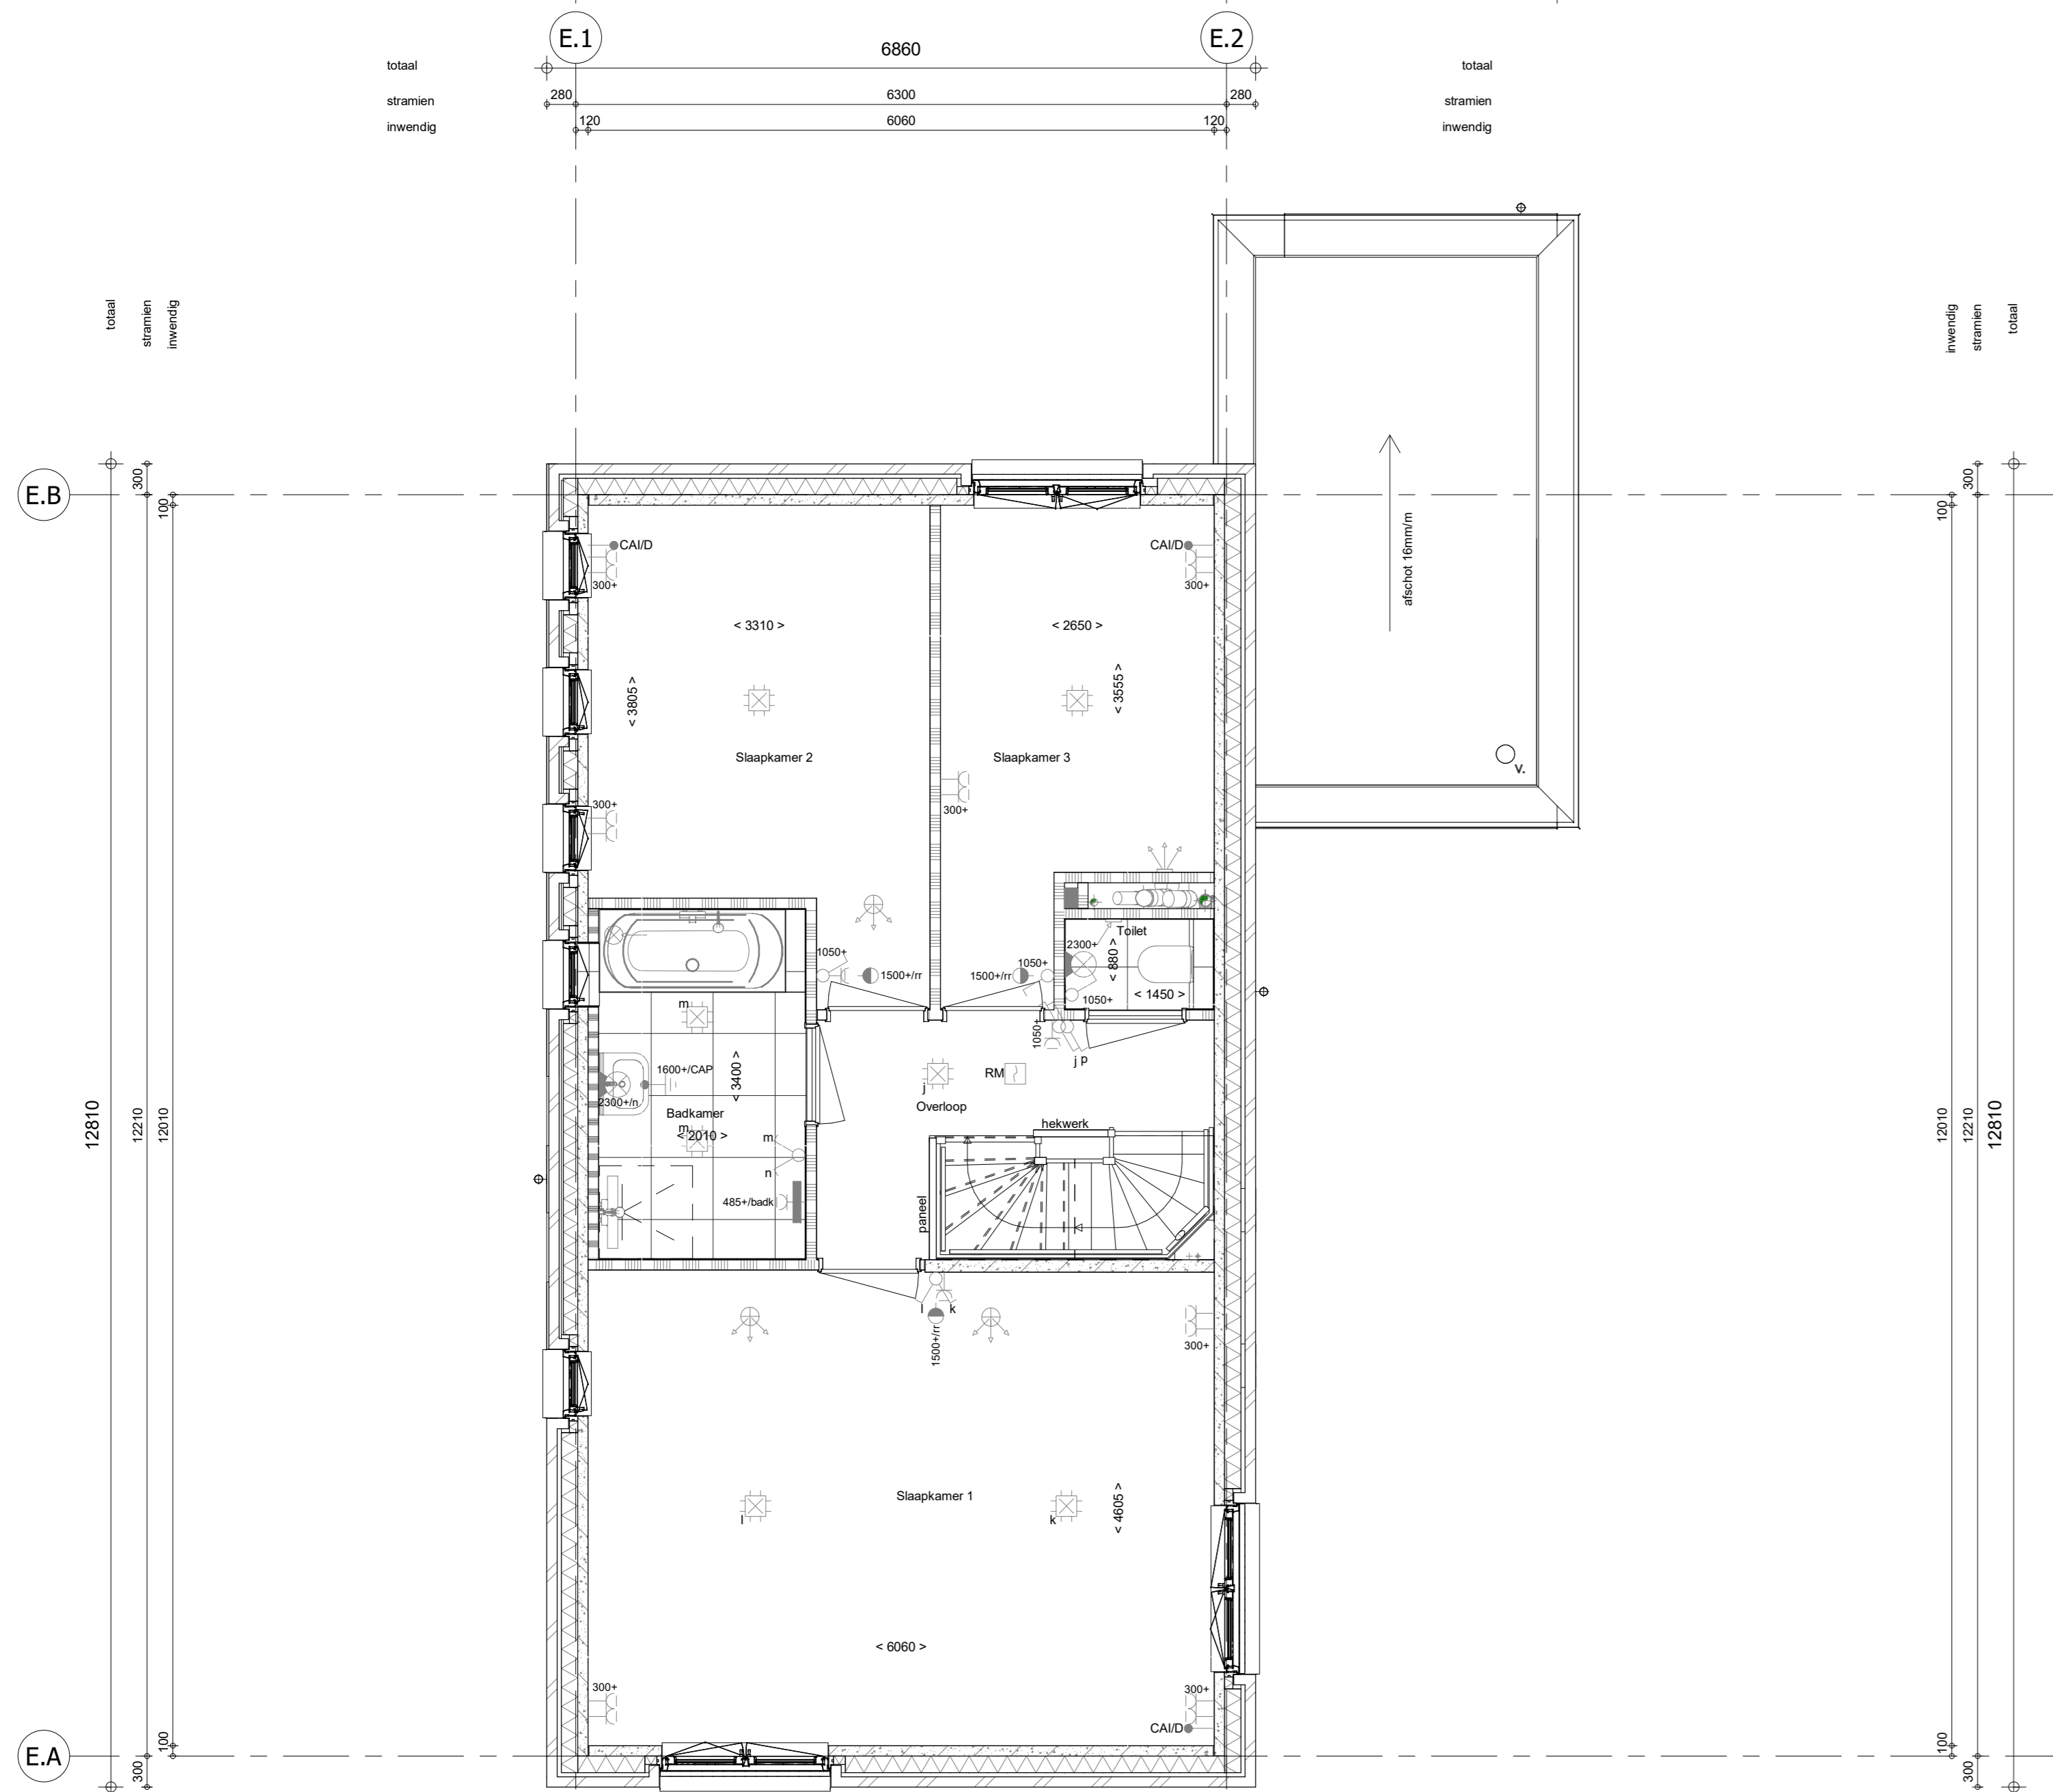 E.1
E.2
totaal
6860
totaal
stramien
280
6300
280
stramien
inwendig
120
6060
120
inwendig
totaal
stramien
inwendig
inwendig
stramien
totaal
E.B
300
100
100
300
CAI/D
CAI/D
300+
300+
afschot 16mm/m
< 3310 >
< 2650 >
< 3805 >
< 3555 >
Slaapkamer 2
Slaapkamer 3
v.
300+
300+
Toilet
2300+
< 880 >
1050+
1500+/rr
1500+/rr
1050+
1050+
< 1450 >
m
1050+
j p
1600+/CAP
< 3400 >
RM
j
2300+/n
Overloop
Badkamer
hekwerk
m
< 2010 >
m
n
12810
12210
12010
12010
12210
12810
485+/badk
paneel
l
k
1500+/rr
300+
Slaapkamer 1
< 4605 >
l
k
< 6060 >
300+
300+
CAI/D
E.A
100
300
100
300